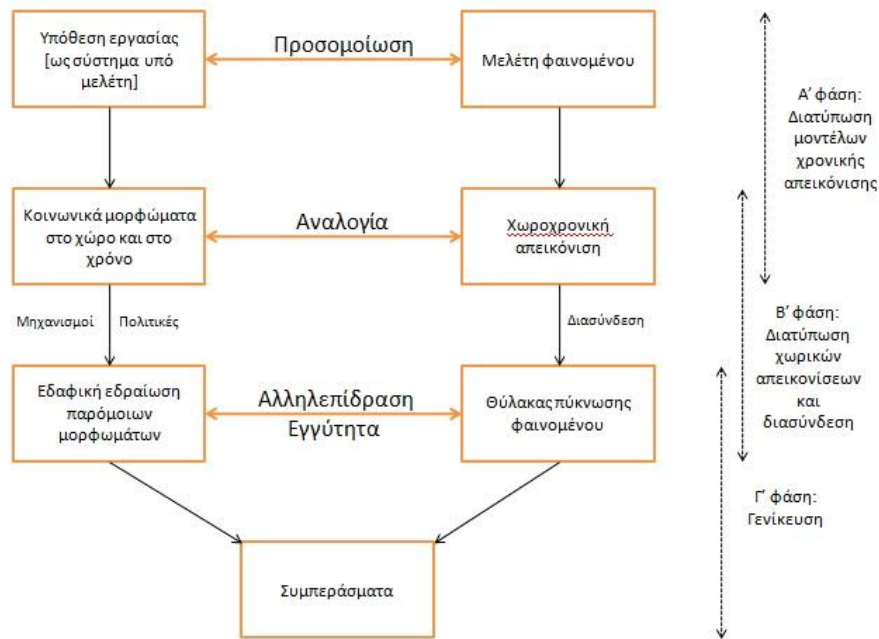 Υπόθεση εργασίας
[ως σύστημα υπό
μελέτη]
Προσομοίωση
Μελέτη φαινομένου
Α' φάση:
Διατύπωση
μοντέλων
χρονικής
απεικόνισης
Κοινωνικά μορφώματα
στο χώρο και στο
χρόνο
Αναλογία
Χωροχρονική
απεικόνιση
Μηχανισμοί
Πολιτικές
Διασύνδεση
Β' φάση:
Διατύπωση
χωρικών
απεικονίσεων
και
διασύνδεση
Εδαφική εδραίωση
παρόμοιων
μορφωμάτων
Αλληλεπίδραση
Εγγύτητα
Θύλακας πύκνωσης
φαινομένου
Γ' φάση:
Γενίκευση
Συμπεράσματα